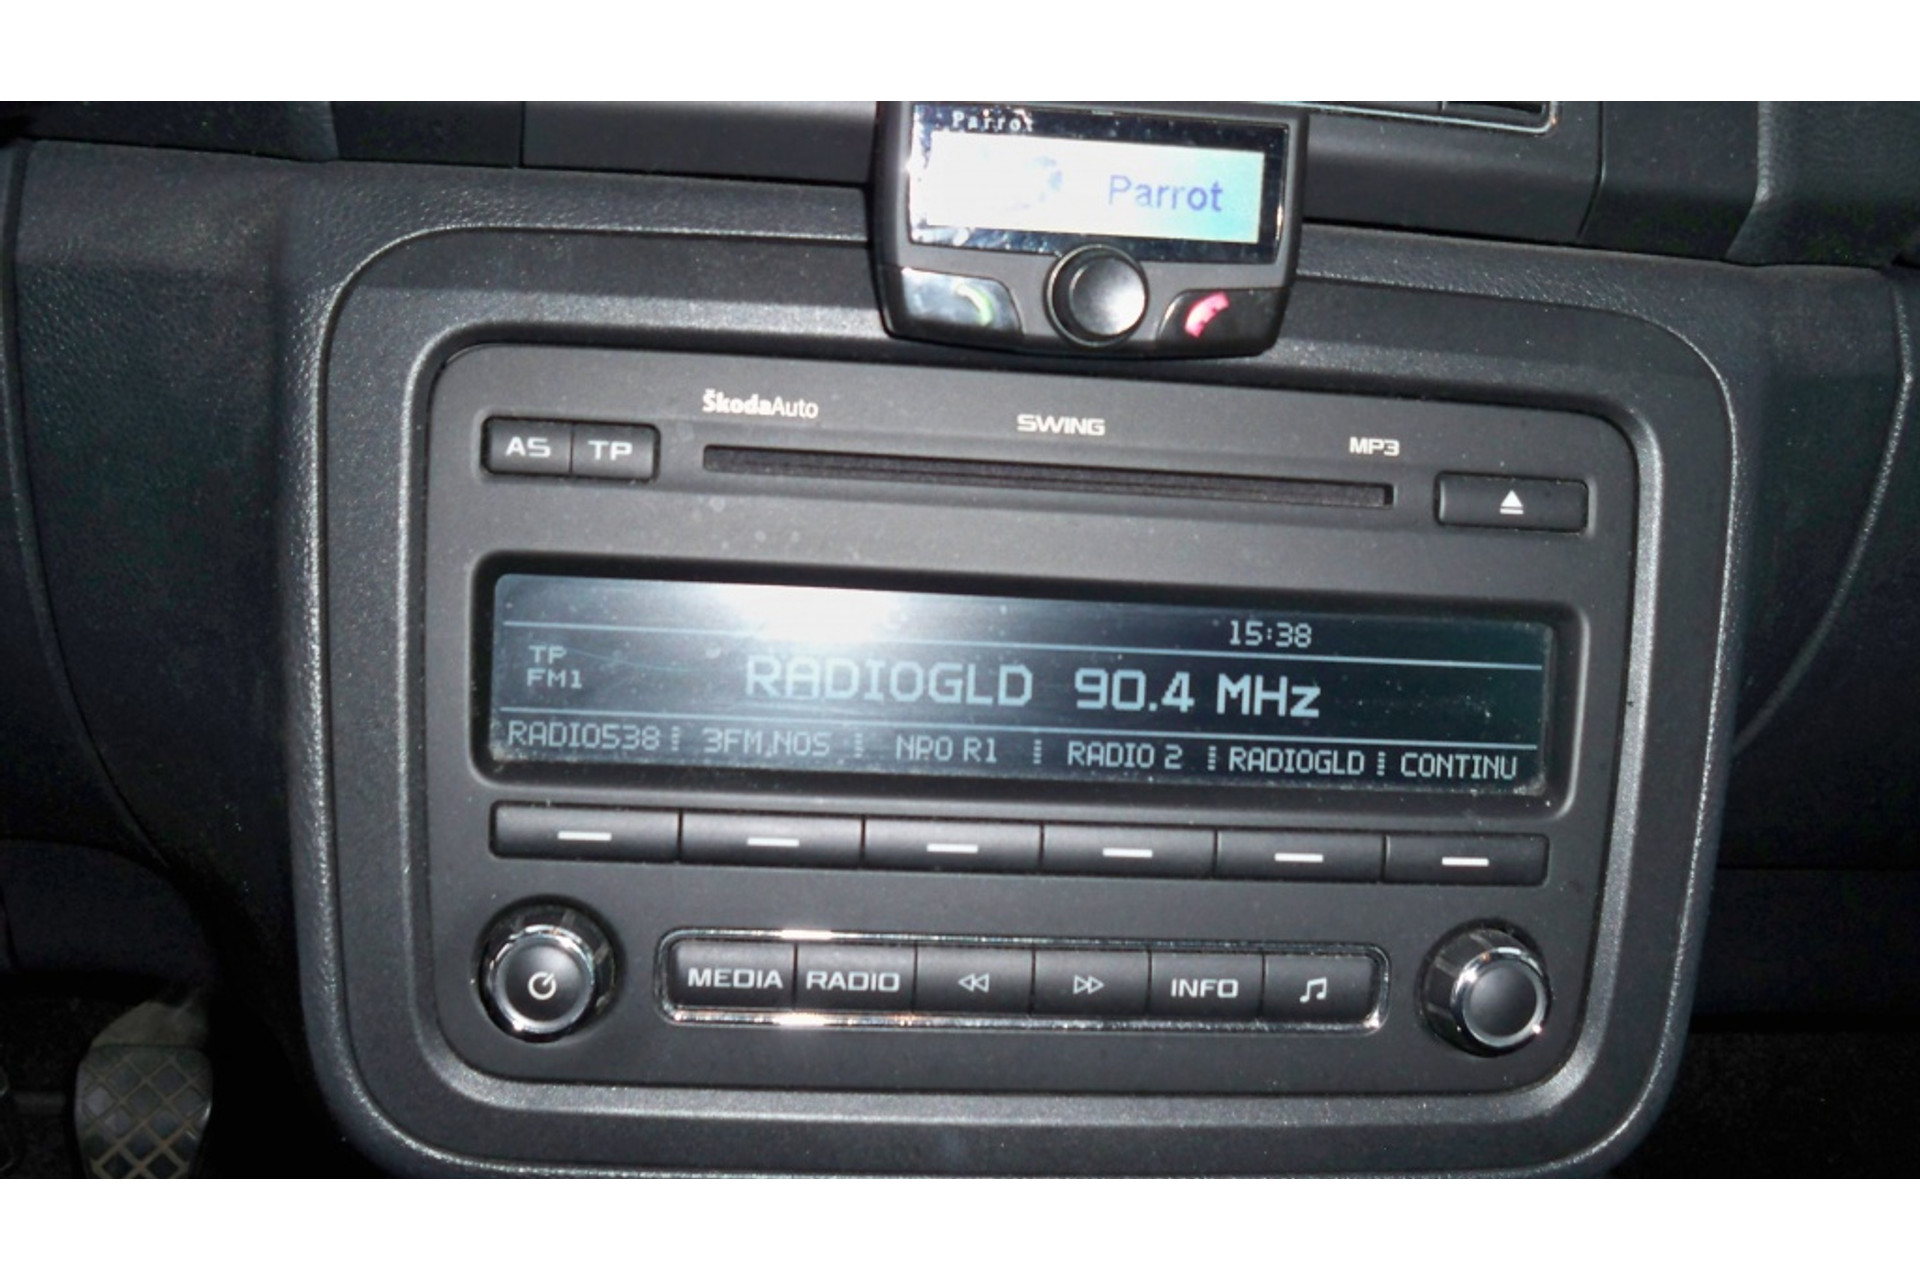 Parrot
Parrot
ŠkodaAuto
SWING
MP3
AS TP
15:38
TP
FM1
RADIOGLD 90.4 MHz
RADIO538 3FM,NOS NPO R1 RADIO 2 RADIOGLD CONTINU
MEDIA RADIO INFO